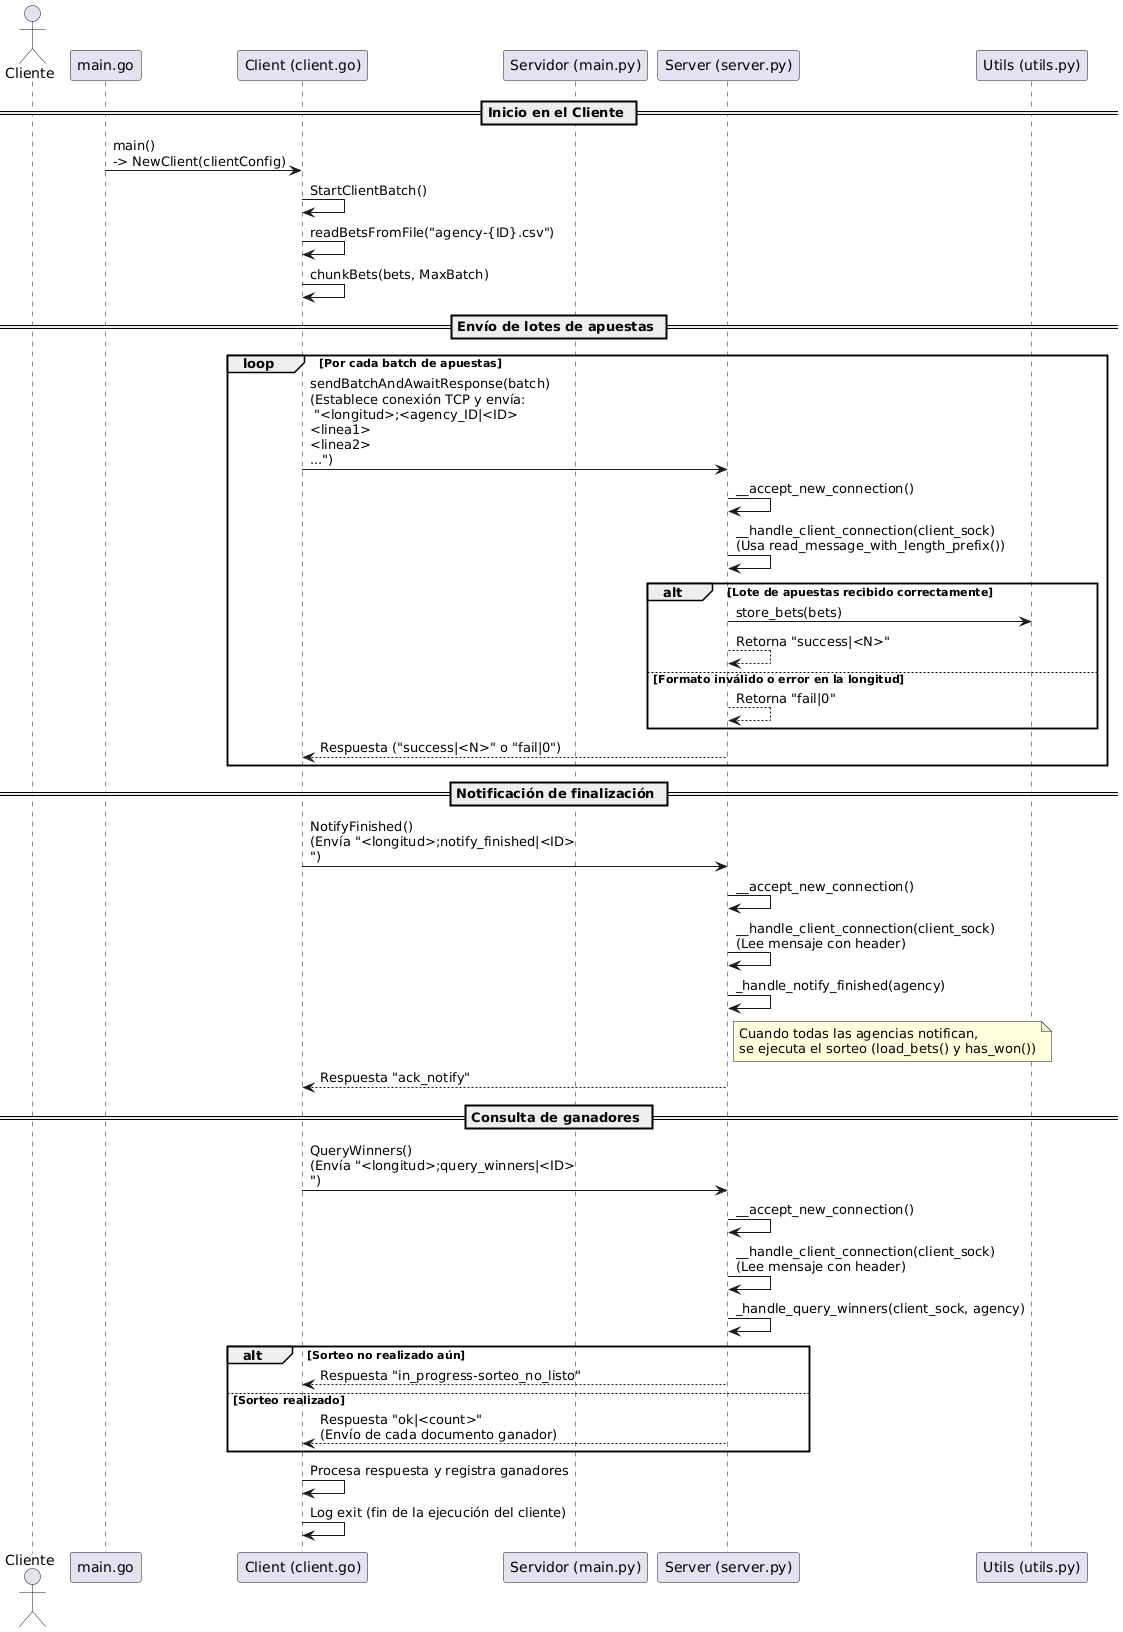 Cliente
main.go
Client (client.go)
Servidor (main.py)
Server (server.py)
Utils (utils.py)
Inicio en el Cliente
main()
-> NewClient(clientConfig)
StartClientBatch()
readBetsFromFile("agency-{ID}.csv")
chunkBets(bets, MaxBatch)
Envío de lotes de apuestas
loop
[Por cada batch de apuestas]
sendBatchAndAwaitResponse(batch)
(Establece conexión TCP y envía:
"<longitud>;<agency_ID|<ID>
<linea1>
<linea2>
...")
__accept_new_connection()
__handle_client_connection(client_sock)
(Usa read_message_with_length_prefix())
alt
[Lote de apuestas recibido correctamente]
store_bets(bets)
Retorna "success|<N>"
[Formato inválido o error en la longitud]
Retorna "fail|0"
Respuesta ("success|<N>" o "fail|0")
Notificación de finalización
NotifyFinished()
(Envía "<longitud>;notify_finished|<ID>
")
__accept_new_connection()
__handle_client_connection(client_sock)
(Lee mensaje con header)
_handle_notify_finished(agency)
Cuando todas las agencias notifican,
se ejecuta el sorteo (load_bets() y has_won())
Respuesta "ack_notify"
Consulta de ganadores
QueryWinners()
(Envía "<longitud>;query_winners|<ID>
")
__accept_new_connection()
__handle_client_connection(client_sock)
(Lee mensaje con header)
_handle_query_winners(client_sock, agency)
alt
[Sorteo no realizado aún]
Respuesta "in_progress-sorteo_no_listo"
[Sorteo realizado]
Respuesta "ok|<count>"
(Envío de cada documento ganador)
Procesa respuesta y registra ganadores
Log exit (fin de la ejecución del cliente)
Cliente
main.go
Client (client.go)
Servidor (main.py)
Server (server.py)
Utils (utils.py)